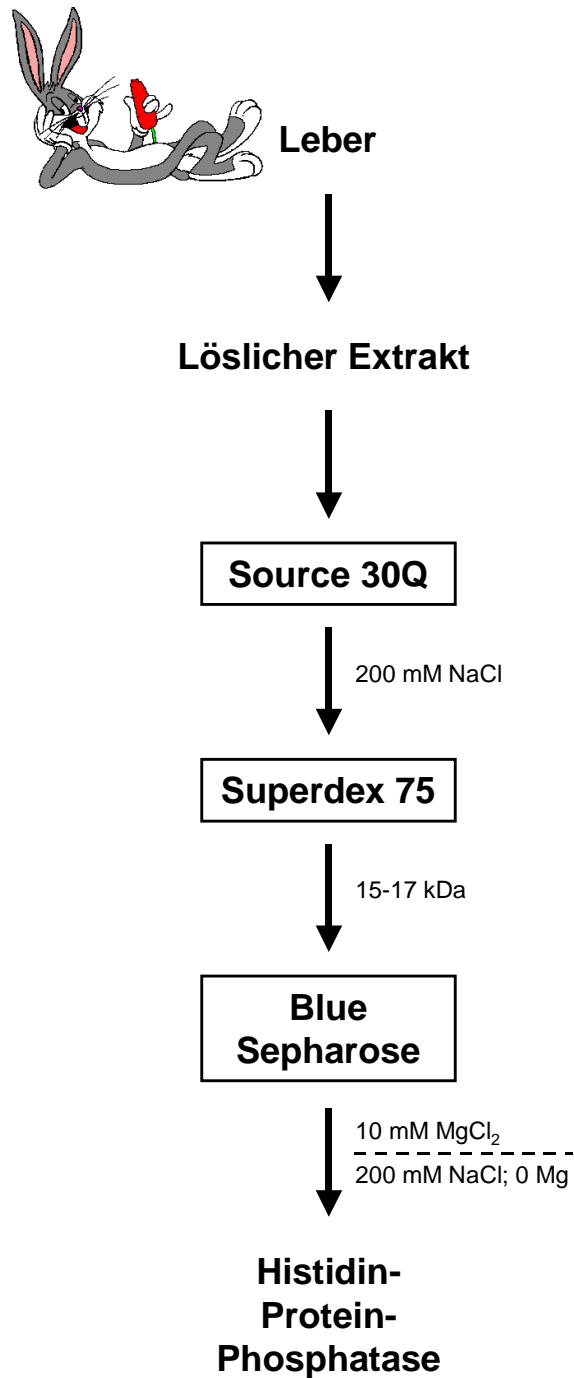 Leber
Löslicher Extrakt
Source 30Q
200 mM NaCl
Superdex 75
15-17 kDa
Blue
Sepharose
10 mM MgCl₂
200 mM NaCl; 0 Mg
Histidin-
Protein-
Phosphatase